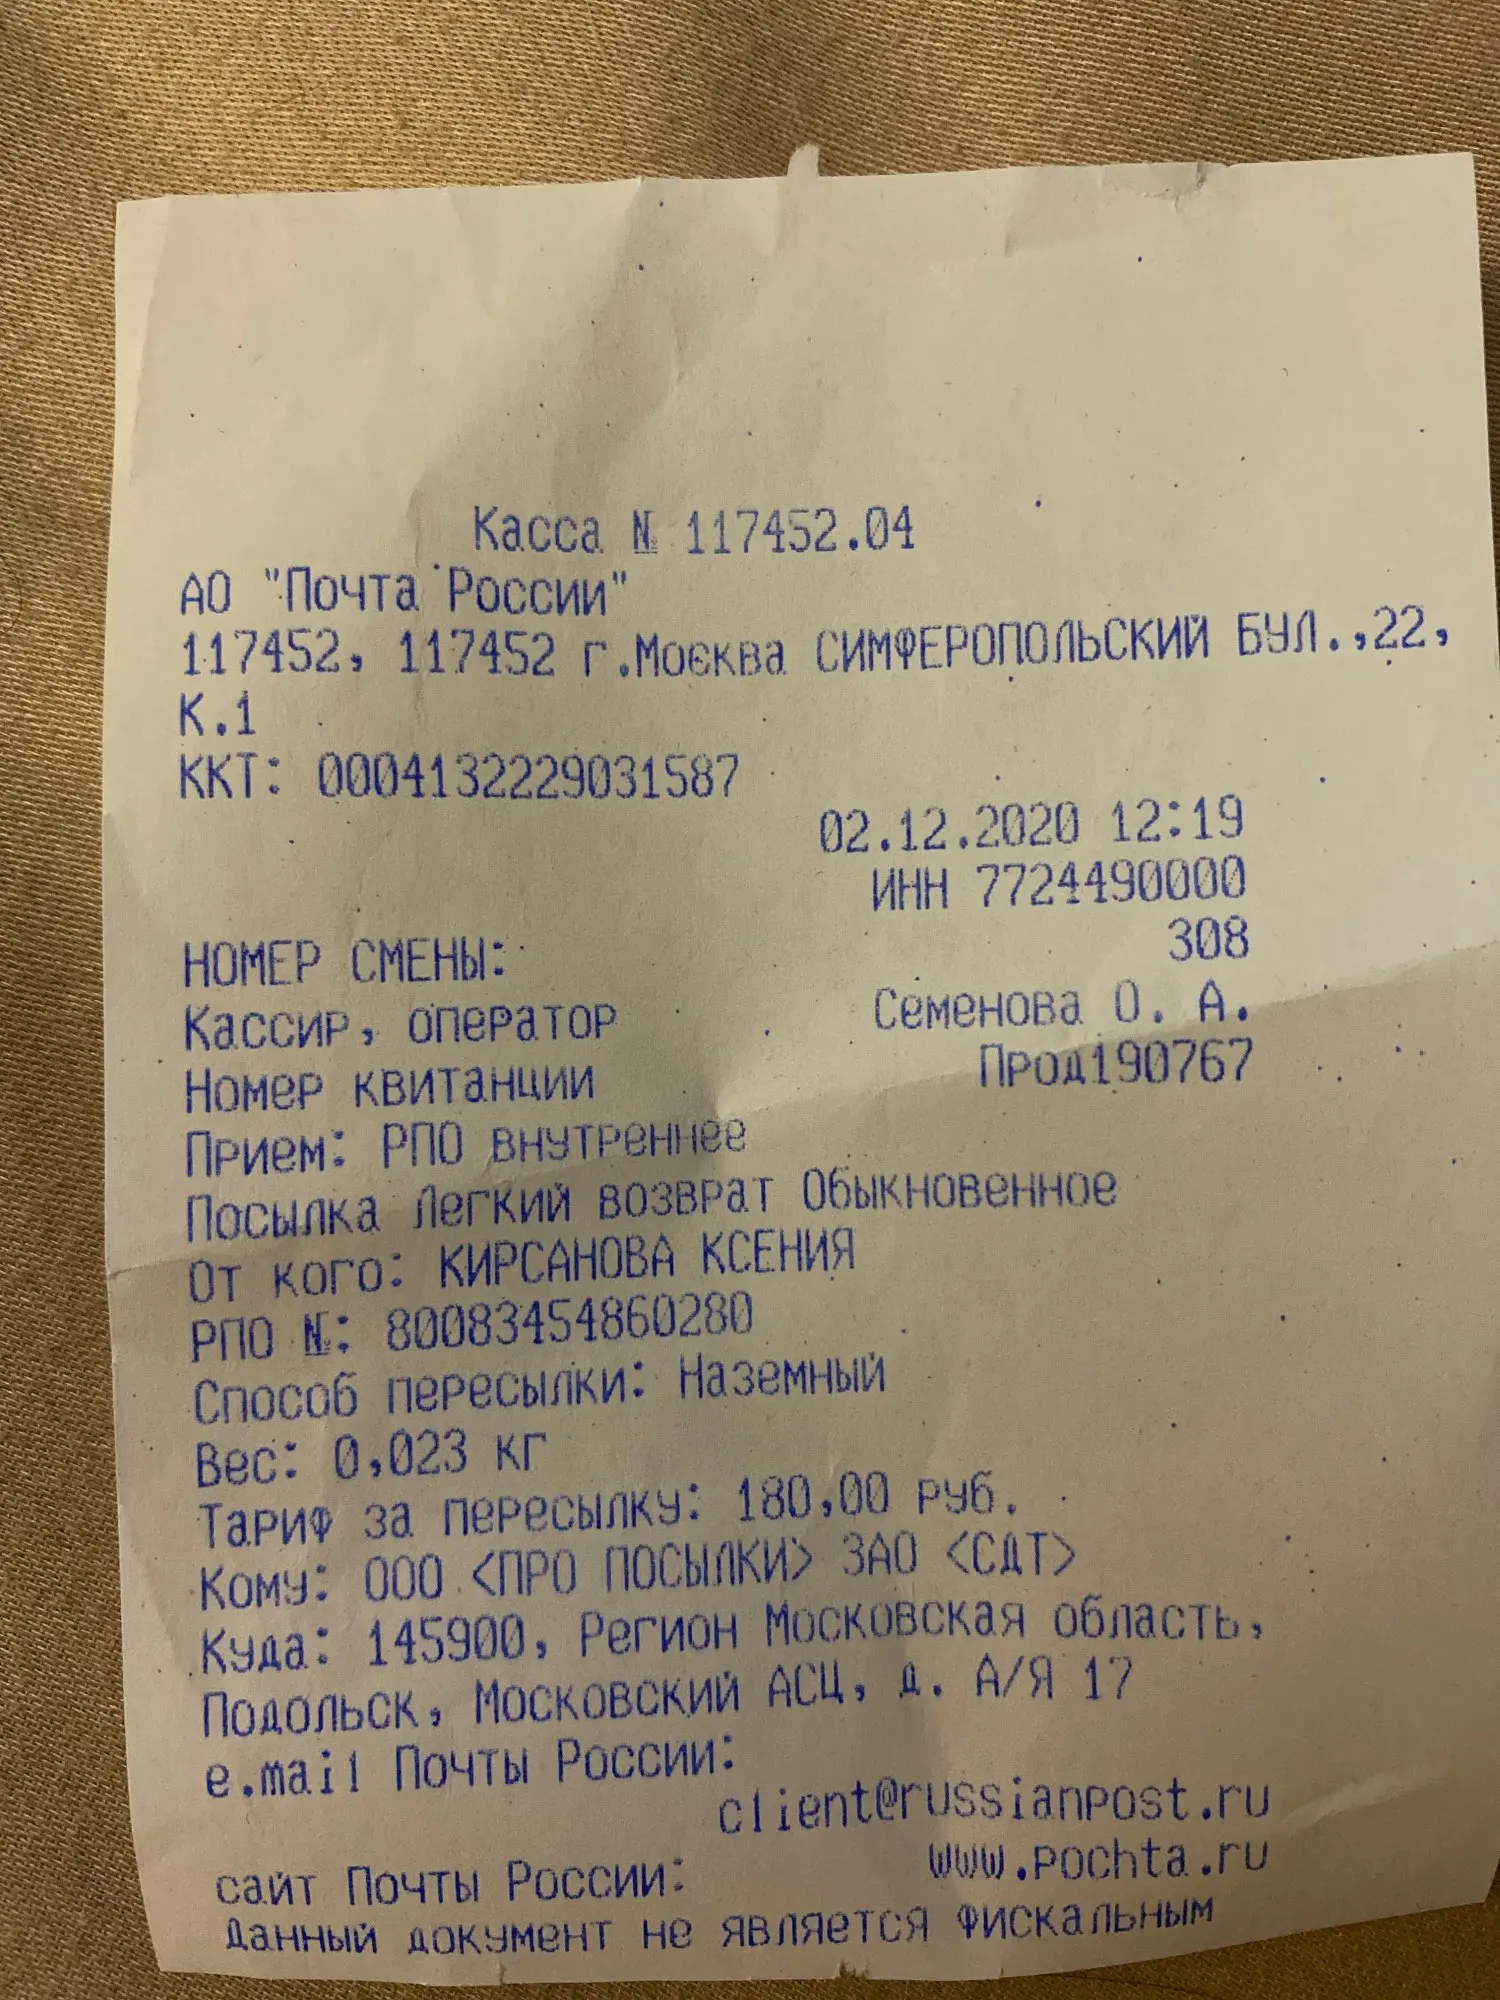 Касса № 117452.04
АО "Почта России"
117452, 117452 г.Москва СИМФЕРОПОЛЬСКИЙ БУЛ.,22,
К.1
ККТ: 0004132229031587
02.12.2020 12:19
ИНН 7724490000
НОМЕР СМЕНЫ: 308
Кассир, оператор Семенова О. А.
Номер квитанции Прод190767
Прием: РПО внутреннее
Посылка Легкий возврат Обыкновенное
От кого: КИРСАНОВА КСЕНИЯ
РПО №: 80083454860280
Способ пересылки: Наземный
Вес: 0,023 кг
Тариф за пересылку: 180,00 руб.
Кому: ООО <ПРО ПОСЫЛКИ> ЗАО <СДТ>
Куда: 145900, Регион Московская область,
Подольск, Московский АСЦ, д. А/Я 17
e.mail Почты России:
client@russianpost.ru
сайт Почты России: www.pochta.ru
Данный документ не является фискальным